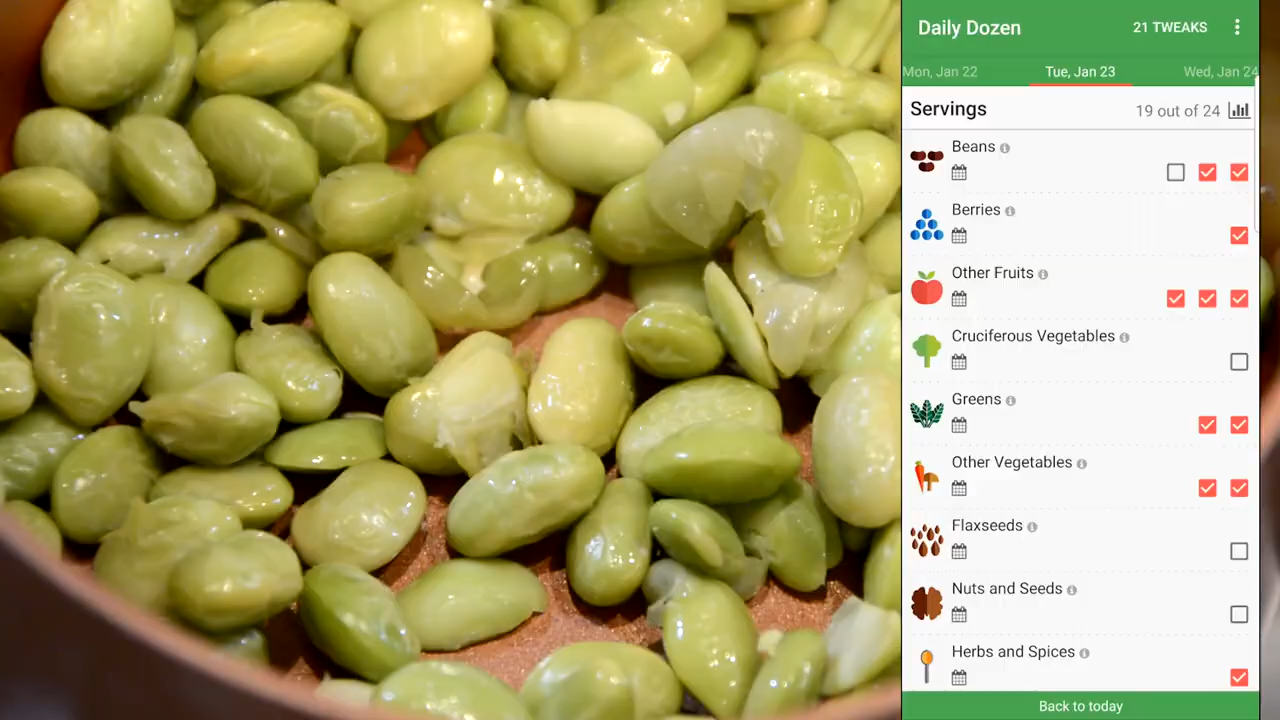 Daily Dozen
21 TWEAKS
Mon, Jan 22
Tue, Jan 23
Wed, Jan 24
Servings
19 out of 24
Beans
Berries
Other Fruits
Cruciferous Vegetables
Greens
Other Vegetables
Flaxseeds
Nuts and Seeds
Herbs and Spices
Back to today